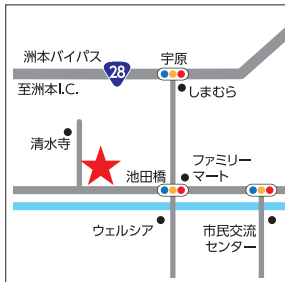 洲本バイパス
28
宇原
至洲本I.C.
しまむら
清水寺
池田橋
ファミリー
マート
ウェルシア
市民交流
センター